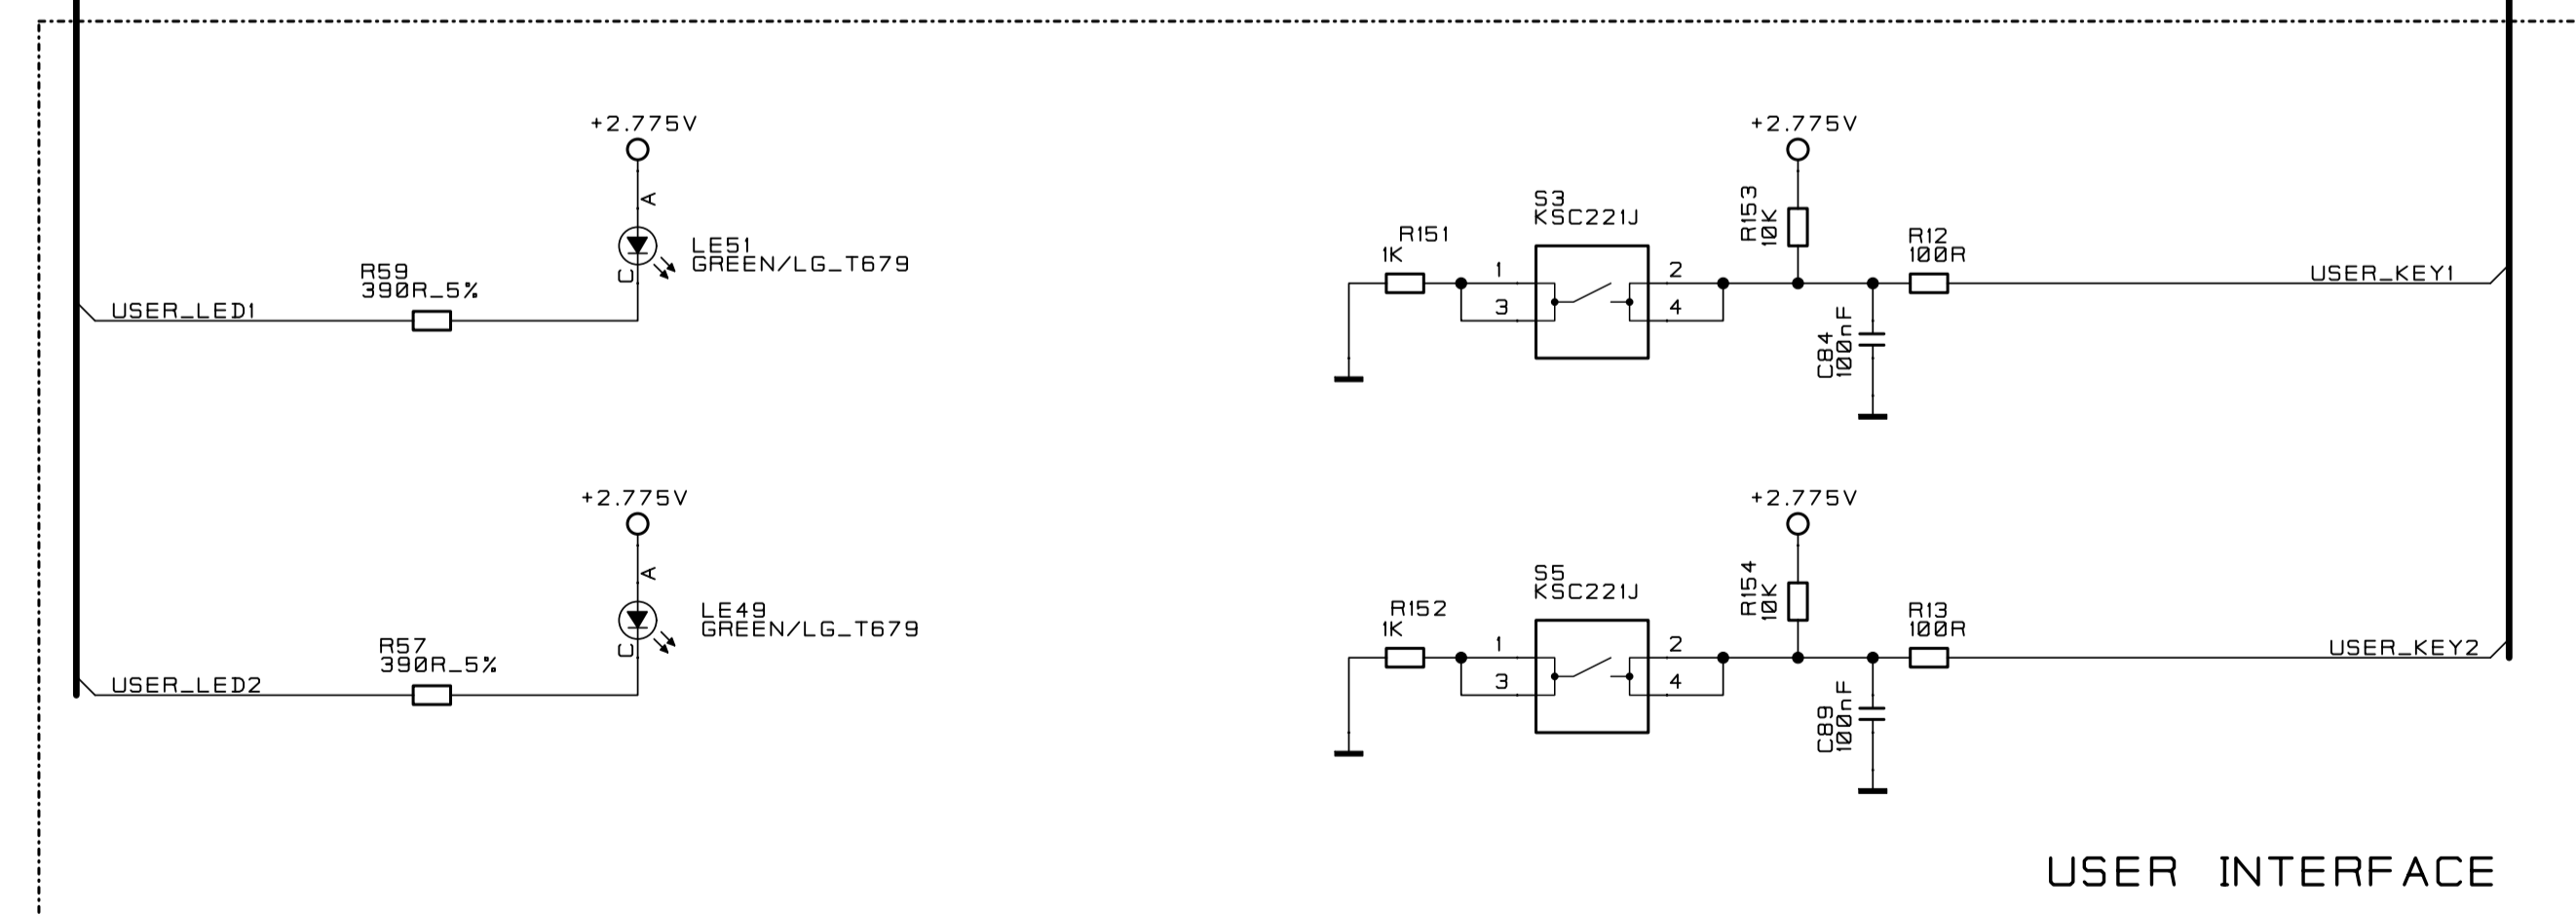 +2.775V
A
LE51
GREEN/LG_T679
C
R59
390R_5%
USER_LED1
+2.775V
R153
10K
S3
KSC221J
R151
1K
1
2
3
4
R12
100R
USER_KEY1
C84
100nF
+2.775V
A
LE49
GREEN/LG_T679
C
R57
390R_5%
USER_LED2
+2.775V
R154
10K
S5
KSC221J
R152
1K
1
2
3
4
R13
100R
USER_KEY2
C89
100nF
USER INTERFACE